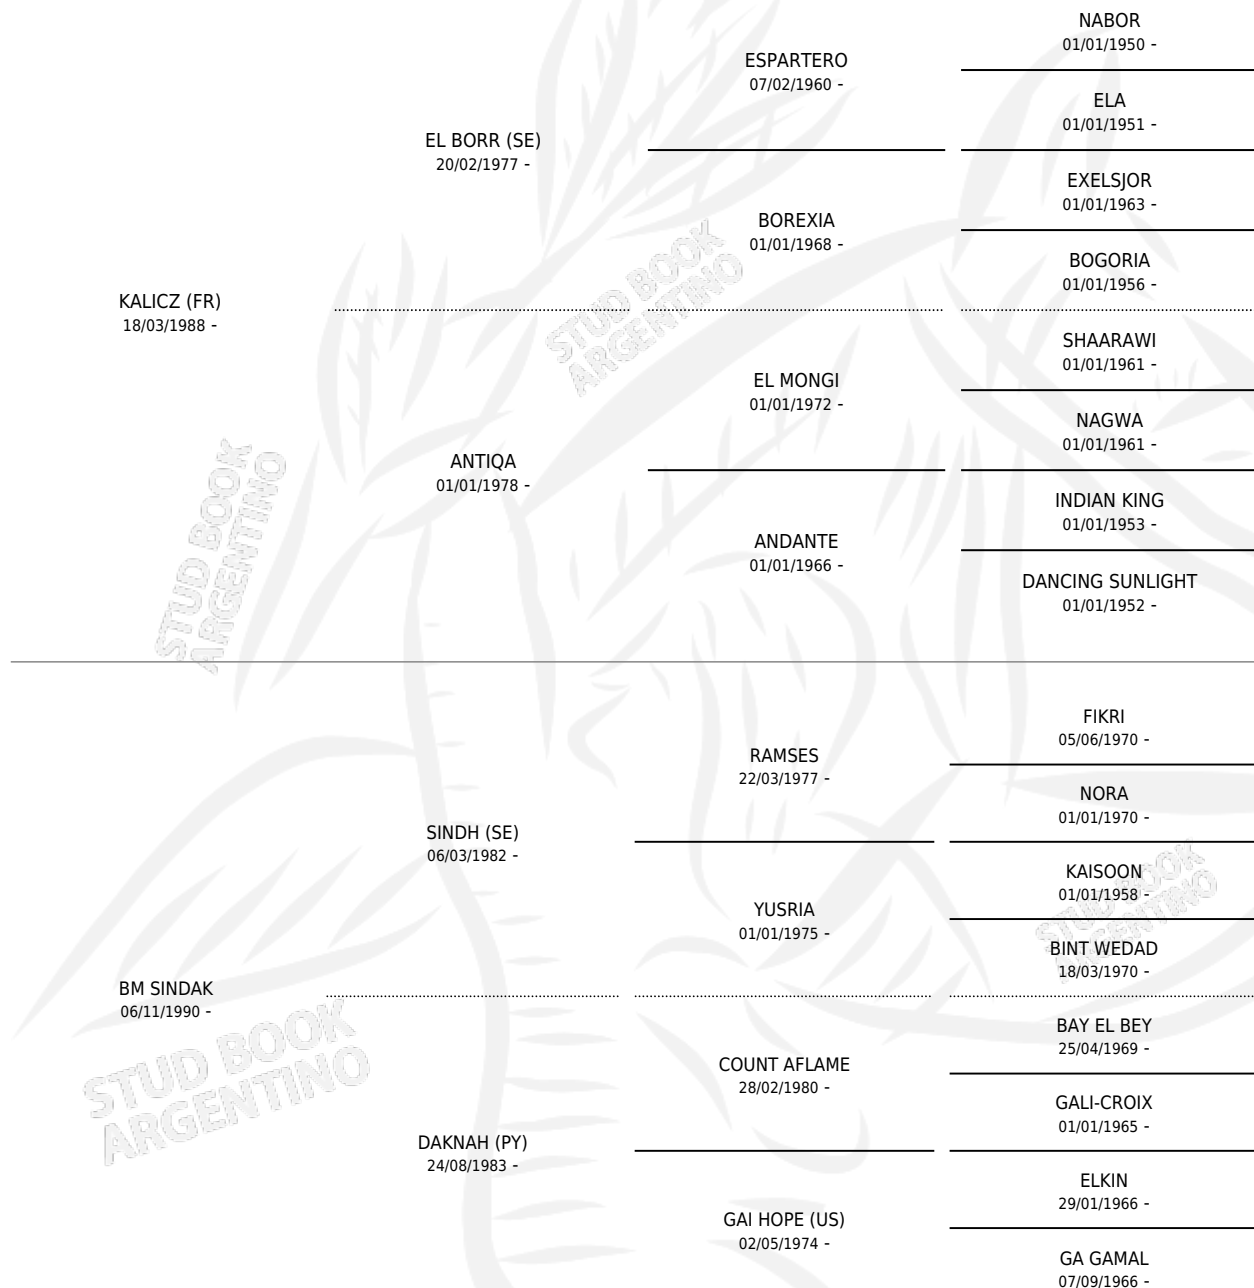 NABOR
01/01/1950 -
ESPARTERO
07/02/1960 -
ELA
01/01/1951 -
EL BORR (SE)
20/02/1977 -
EXELSJOR
01/01/1963 -
BOREXIA
01/01/1968 -
BOGORIA
01/01/1956 -
KALICZ (FR)
18/03/1988 -
SHAARAWI
01/01/1961 -
EL MONGI
01/01/1972 -
NAGWA
01/01/1961 -
ANTIQA
01/01/1978 -
INDIAN KING
01/01/1953 -
ANDANTE
01/01/1966 -
DANCING SUNLIGHT
01/01/1952 -
FIKRI
05/06/1970 -
RAMSES
22/03/1977 -
NORA
01/01/1970 -
SINDH (SE)
06/03/1982 -
KAISOON
01/01/1958 -
YUSRIA
01/01/1975 -
BINT WEDAD
18/03/1970 -
BM SINDAK
06/11/1990 -
BAY EL BEY
25/04/1969 -
COUNT AFLAME
28/02/1980 -
GALI-CROIX
01/01/1965 -
DAKNAH (PY)
24/08/1983 -
ELKIN
29/01/1966 -
GAI HOPE (US)
02/05/1974 -
GA GAMAL
07/09/1966 -
STUD BOOK
ARGENTINO
STUD BOOK
ARGENTINO
STUD BOOK
ARGENTINO
STUD BOOK
ARGENTINO